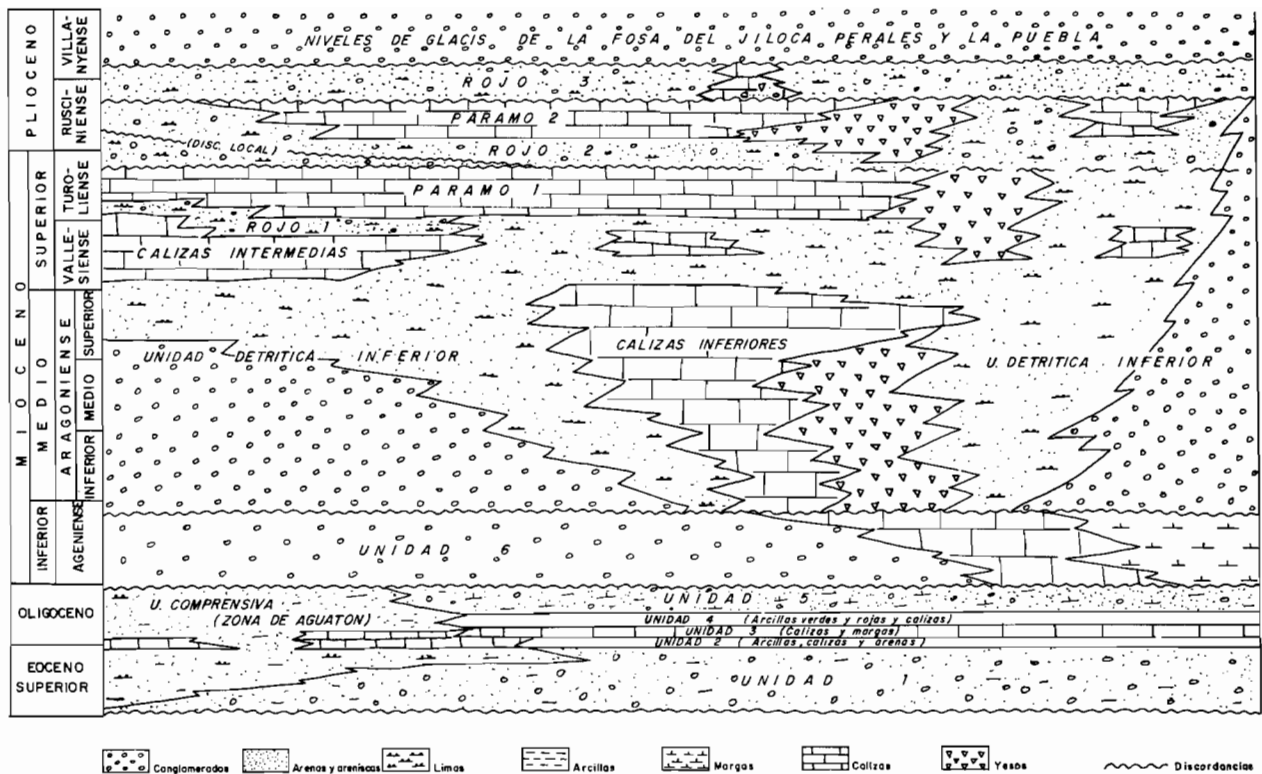 PLIOCENO
VILLA-
NYENSE
RUSCI-
NIENSE
MIOCENO
SUPERIOR
TURO-
LIENSE
VALLE-
SIENSE
MEDIO
ARAGONIENSE
SUPERIOR
MEDIO
INFERIOR
INFERIOR
AGENIENSE
OLIGOCENO
EOCENO
SUPERIOR
NIVELES DE GLACIS DE LA FOSA DEL JILOCA PERALES Y LA PUEBLA
ROJO 3
PARAMO 2
(DISC. LOCAL)
ROJO 2
PARAMO 1
ROJO 1
CALIZAS INTERMEDIAS
CALIZAS INFERIORES
UNIDAD DETRITICA INFERIOR
U. DETRITICA INFERIOR
UNIDAD 6
U. COMPRENSIVA
(ZONA DE AGUATON)
UNIDAD 5
UNIDAD 4 (Arcillas verdes y rojas y calizas)
UNIDAD 3 (Calizas y margas)
UNIDAD 2 (Arcillas, calizas y arenas)
UNIDAD 1
Conglomerados
Arenas y areniscas
Limos
Arcillas
Margas
Calizas
Yesos
Discordancias